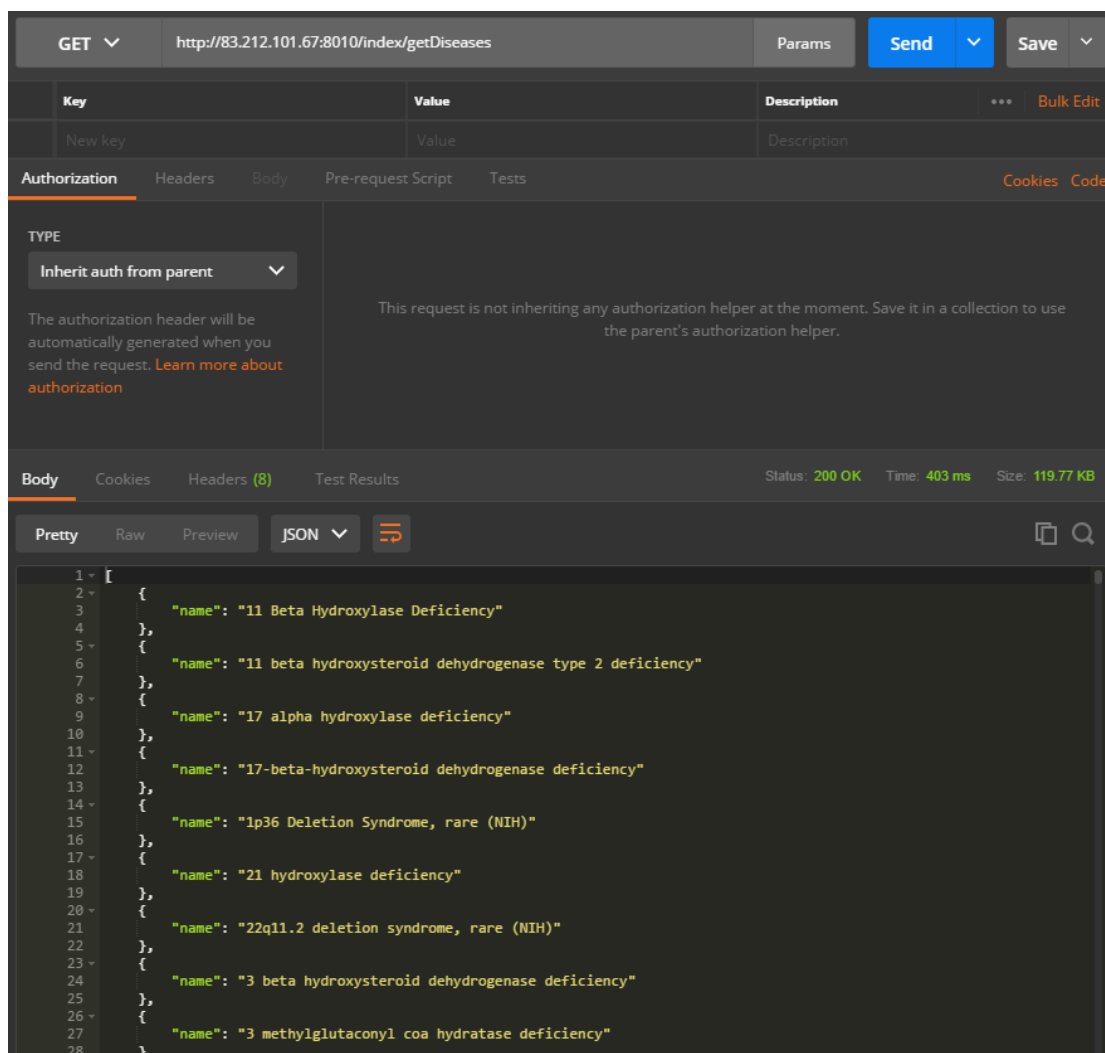 GET http://83.212.101.67:8010/index/getDiseases Params Send Save
Key Value Description ••• Bulk Edit
New key Value Description
Authorization Headers Body Pre-request Script Tests Cookies Code
TYPE
Inherit auth from parent
The authorization header will be
automatically generated when you
send the request. Learn more about
authorization
This request is not inheriting any authorization helper at the moment. Save it in a collection to use
the parent's authorization helper.
Body Cookies Headers (8) Test Results Status: 200 OK Time: 403 ms Size: 119.77 KB
Pretty Raw Preview JSON
1 [
2 {
3 "name": "11 Beta Hydroxylase Deficiency"
4 },
5 {
6 "name": "11 beta hydroxysteroid dehydrogenase type 2 deficiency"
7 },
8 {
9 "name": "17 alpha hydroxylase deficiency"
10 },
11 {
12 "name": "17-beta-hydroxysteroid dehydrogenase deficiency"
13 },
14 {
15 "name": "1p36 Deletion Syndrome, rare (NIH)"
16 },
17 {
18 "name": "21 hydroxylase deficiency"
19 },
20 {
21 "name": "22q11.2 deletion syndrome, rare (NIH)"
22 },
23 {
24 "name": "3 beta hydroxysteroid dehydrogenase deficiency"
25 },
26 {
27 "name": "3 methylglutaconyl coa hydratase deficiency"
28 }